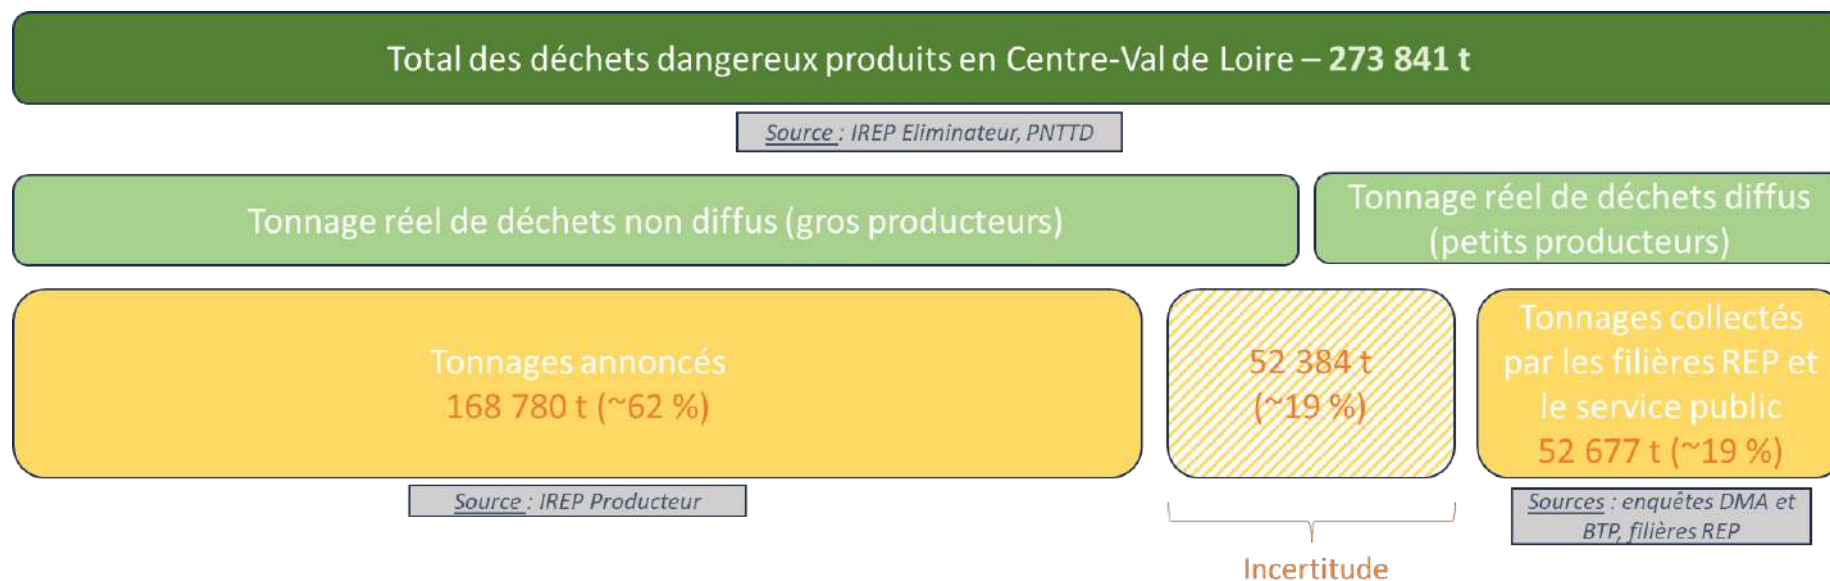 Total des déchets dangereux produits en Centre-Val de Loire – 273 841 t
Source : IREP Eliminateur, PNTTD
Tonnage réel de déchets non diffus (gros producteurs)
Tonnage réel de déchets diffus
(petits producteurs)
Tonnages annoncés
168 780 t (~62 %)
52 384 t
(~19 %)
Tonnages collectés
par les filières REP et
le service public
52 677 t (~19 %)
Source : IREP Producteur
Sources : enquêtes DMA et
BTP, filières REP
Incertitude